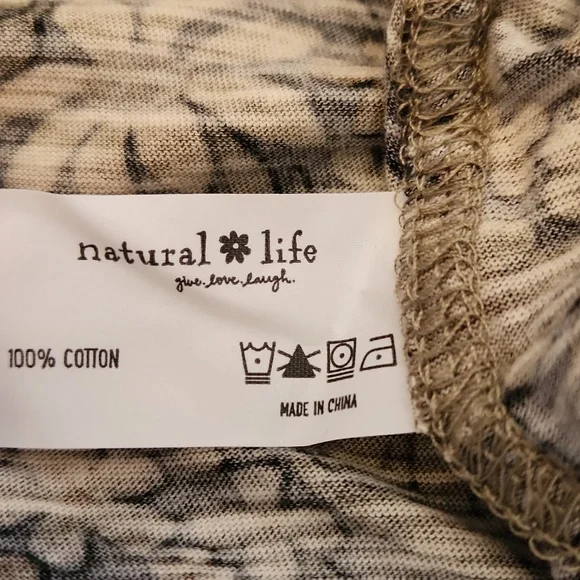 natural life
give.love.laugh.
100% COTTON
MADE IN CHINA